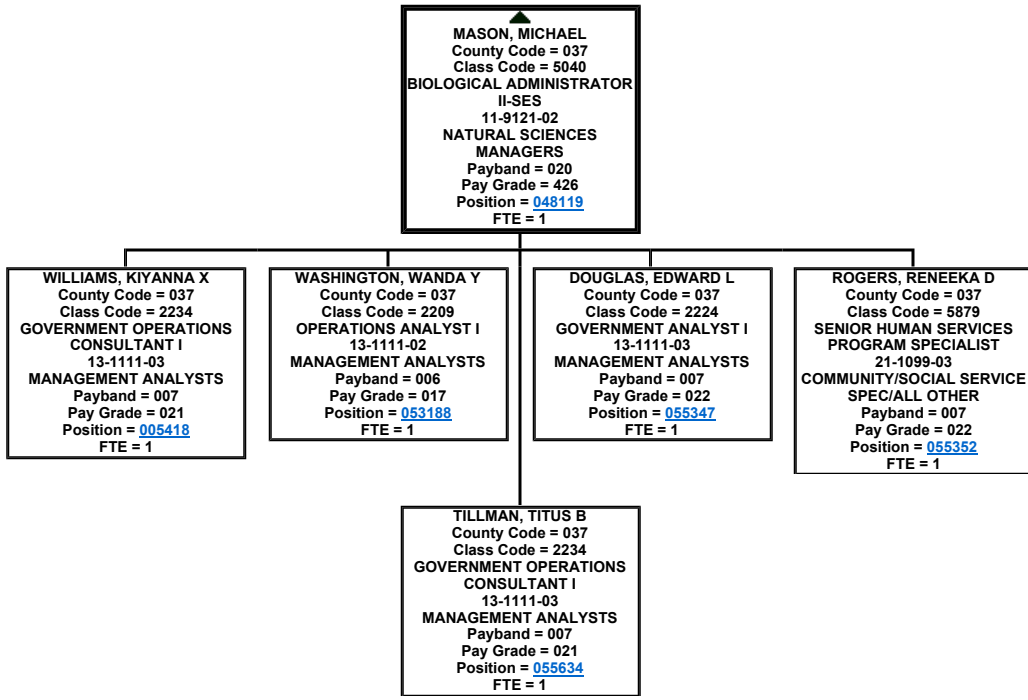 MASON, MICHAEL
County Code = 037
Class Code = 5040
BIOLOGICAL ADMINISTRATOR
II-SES
11-9121-02
NATURAL SCIENCES
MANAGERS
Payband = 020
Pay Grade = 426
Position = 048119
FTE = 1
WILLIAMS, KIYANNA X
County Code = 037
Class Code = 2234
GOVERNMENT OPERATIONS
CONSULTANT I
13-1111-03
MANAGEMENT ANALYSTS
Payband = 007
Pay Grade = 021
Position = 005418
FTE = 1
WASHINGTON, WANDA Y
County Code = 037
Class Code = 2209
OPERATIONS ANALYST I
13-1111-02
MANAGEMENT ANALYSTS
Payband = 006
Pay Grade = 017
Position = 053188
FTE = 1
DOUGLAS, EDWARD L
County Code = 037
Class Code = 2224
GOVERNMENT ANALYST I
13-1111-03
MANAGEMENT ANALYSTS
Payband = 007
Pay Grade = 022
Position = 055347
FTE = 1
ROGERS, RENEEKA D
County Code = 037
Class Code = 5879
SENIOR HUMAN SERVICES
PROGRAM SPECIALIST
21-1099-03
COMMUNITY/SOCIAL SERVICE
SPEC/ALL OTHER
Payband = 007
Pay Grade = 022
Position = 055352
FTE = 1
TILLMAN, TITUS B
County Code = 037
Class Code = 2234
GOVERNMENT OPERATIONS
CONSULTANT I
13-1111-03
MANAGEMENT ANALYSTS
Payband = 007
Pay Grade = 021
Position = 055634
FTE = 1